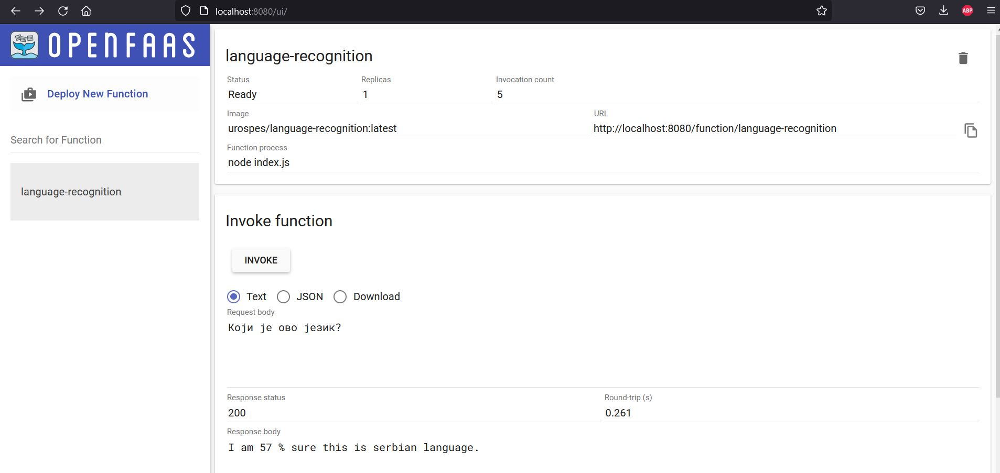 localhost:8080/ui/
ABP
OPENFAAS
Deploy New Function
Search for Function
language-recognition
language-recognition
Status
Replicas
Invocation count
Ready
1
5
Image
URL
urospes/language-recognition:latest
http://localhost:8080/function/language-recognition
Function process
node index.js
Invoke function
INVOKE
Text
JSON
Download
Request body
Који је ово језик?
Response status
Round-trip (s)
200
0.261
Response body
I am 57 % sure this is serbian language.